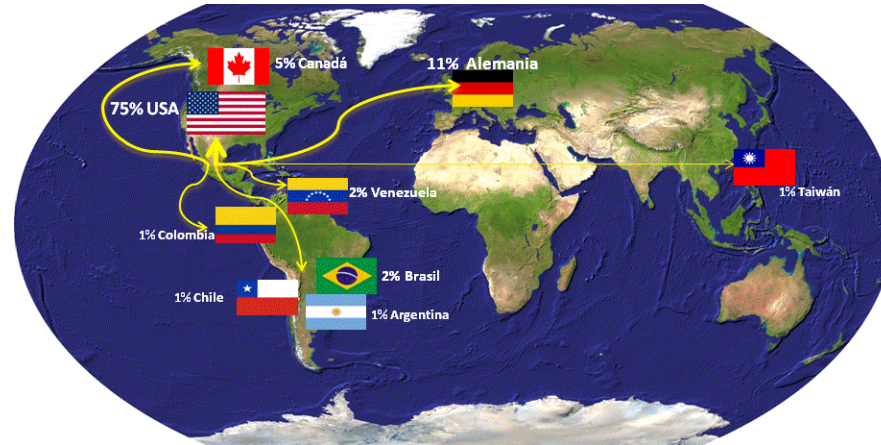 5% Canadá
11% Alemania
75% USA
1% Taiwán
2% Venezuela
1% Colombia
2% Brasil
1% Chile
1% Argentina